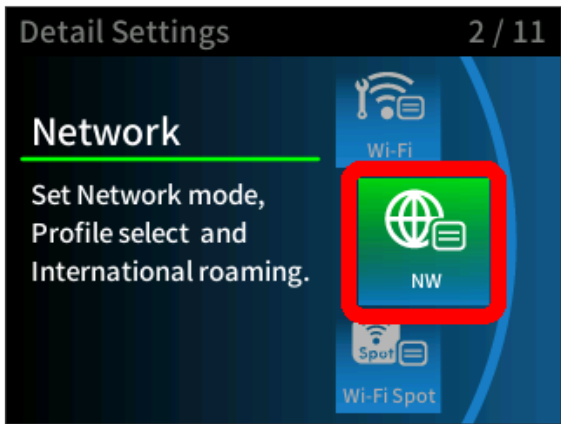 Detail Settings 2 / 11
Wi-Fi
Network
Set Network mode,
Profile select and
International roaming.
NW
Spot
Wi-Fi Spot